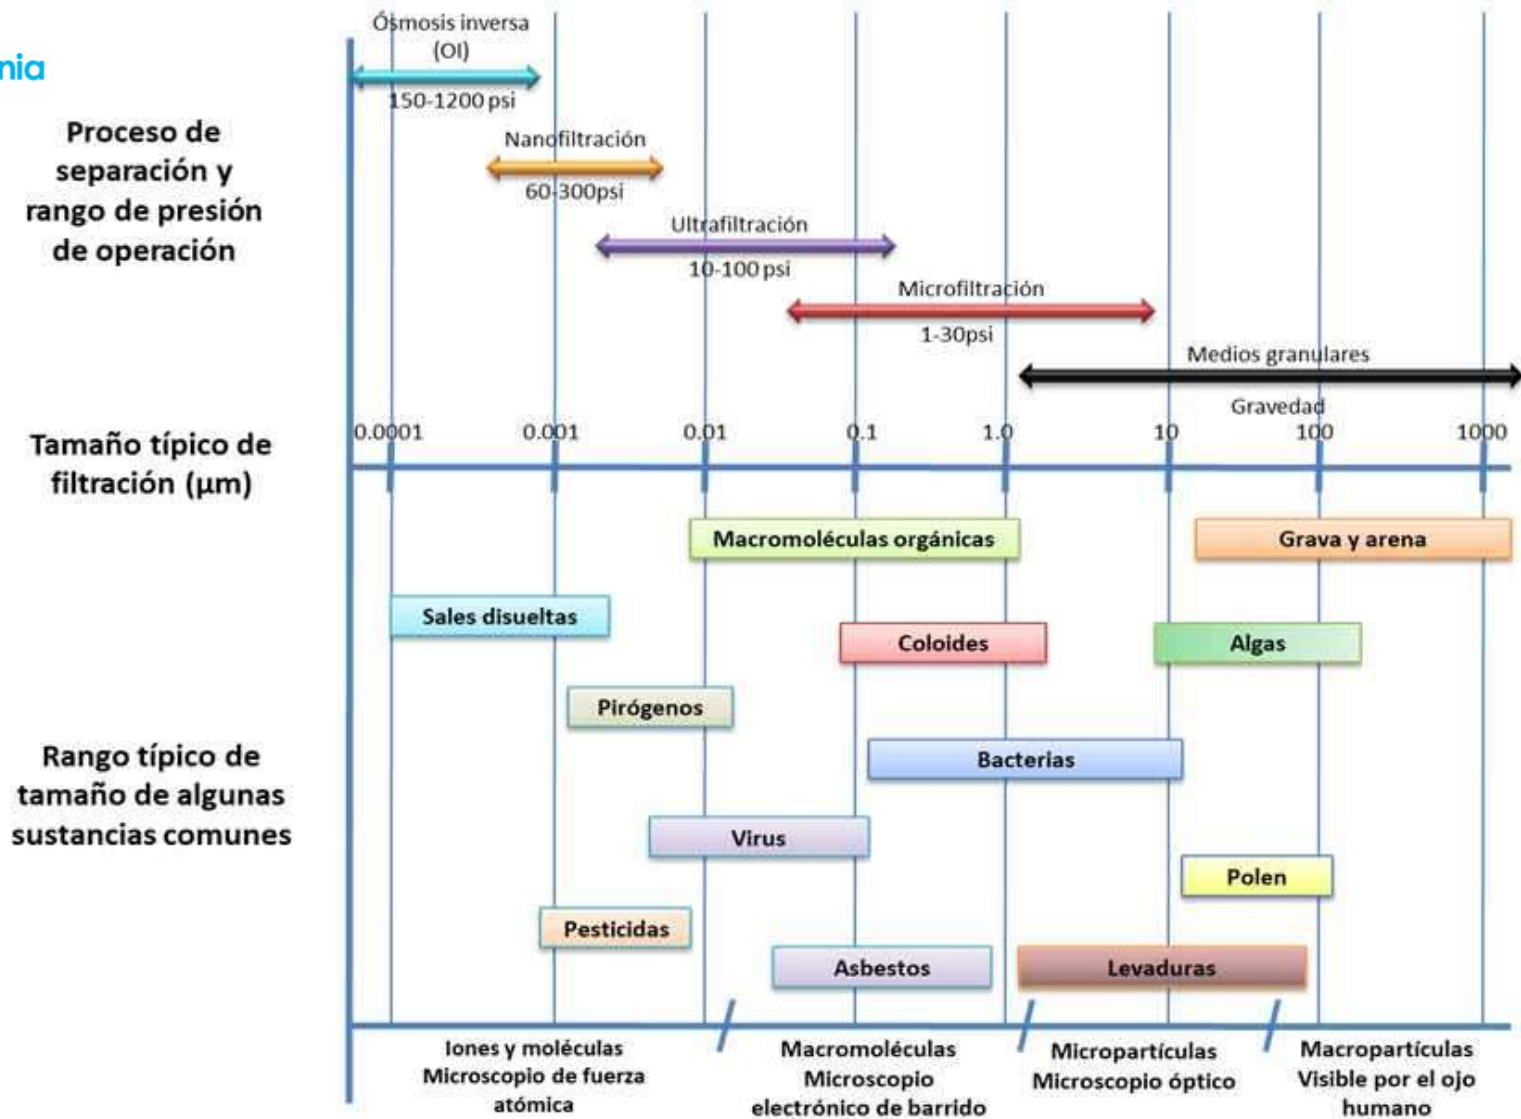 nia
Ósmosis inversa
(OI)
150-1200 psi
Proceso de
separación y
rango de presión
de operación
Nanofiltración
60-300psi
Ultrafiltración
10-100 psi
Microfiltración
1-30psi
Medios granulares
Gravedad
Tamaño típico de
filtración (µm)
0.0001 0.001 0.01 0.1 1.0 10 100 1000
Macromoléculas orgánicas
Grava y arena
Sales disueltas
Coloides
Algas
Pirógenos
Rango típico de
tamaño de algunas
sustancias comunes
Bacterias
Virus
Polen
Pesticidas
Asbestos
Levaduras
Iones y moléculas
Microscopio de fuerza
atómica
Macromoléculas
Microscopio
electrónico de barrido
Micropartículas
Microscopio óptico
Macropartículas
Visible por el ojo
humano